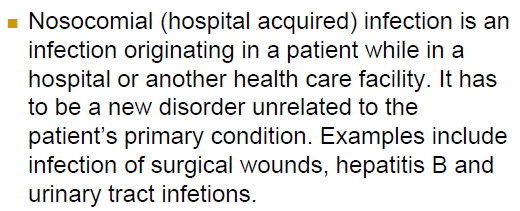 Nosocomial (hospital acquired) infection is an
infection originating in a patient while in a
hospital or another health care facility. It has
to be a new disorder unrelated to the
patient’s primary condition. Examples include
infection of surgical wounds, hepatitis B and
urinary tract infetions.